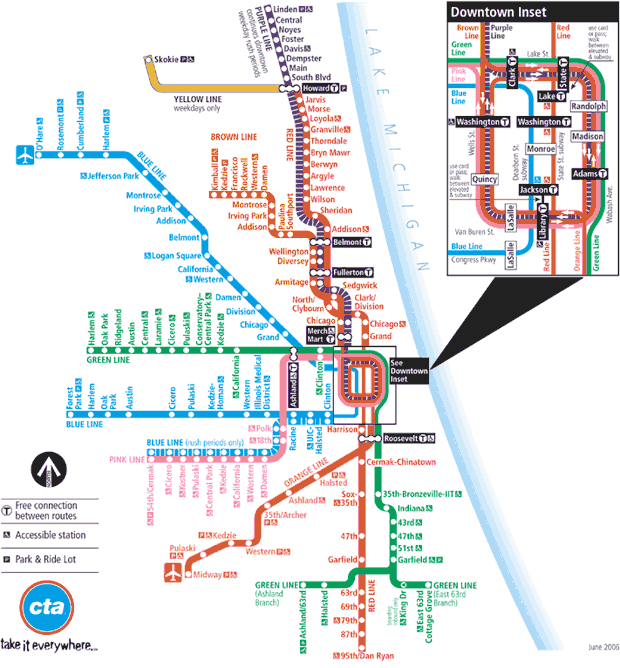 Linden
Central
Noyes
Foster
Davis
Dempster
Main
South Blvd
Howard T P
PURPLE LINE
continues downtown
weekday rush periods
Skokie
YELLOW LINE
weekdays only
RED LINE
Jarvis
Morse
Loyola
Granville
Thorndale
Bryn Mawr
Berwyn
Argyle
Lawrence
Wilson
Sheridan
Addison
Belmont T
Wellington
Diversey
Fullerton T
Armitage
Sedgwick
North/
Clybourn
Clark/
Division
Chicago
Chicago
Grand
Merch
Mart T
LAKE MICHIGAN
BROWN LINE
Kimball
Kedzie
Francisco
Rockwell
Western
Damen
Montrose
Irving Park
Addison
Paulina
Southport
O'Hare
Rosemont
Cumberland
Harlem
BLUE LINE
Jefferson Park
Montrose
Irving Park
Addison
Belmont
Logan Square
California
Western
Damen
Division
Chicago
Grand
Harlem
Oak Park
Ridgeland
Austin
Central
Laramie
Cicero
Pulaski
Conservatory–
Central Park
Kedzie
GREEN LINE
California
Ashland T
Clinton
See
Downtown
Inset
Forest
Park
Harlem
Oak
Park
Austin
Cicero
Pulaski
Kedzie-
Homan
Western
Illinois Medical
District
Clinton
BLUE LINE
Racine
UIC-
Halsted
BLUE LINE (rush periods only)
Polk
18th
PINK LINE
54th/Cermak
Cicero
Kostner
Pulaski
Central Park
Kedzie
California
Western
Damen
Harrison
Roosevelt T
Cermak-Chinatown
ORANGE LINE
Halsted
Ashland
35th/Archer
Western
Kedzie
Pulaski
Midway
Sox-
35th
47th
Garfield
63rd
69th
79th
87th
95th/Dan Ryan
RED LINE
35th-Bronzeville-IIT
Indiana
43rd
47th
51st
Garfield
GREEN LINE
(Ashland
Branch)
Ashland/63rd
Halsted
King Dr
East 63rd
Cottage Grove
GREEN LINE
(East 63rd
Branch)
Downtown Inset
Brown
Line
Purple
Line
Red
Line
use card
or pass;
walk
between
elevated
& subway
Green
Line
Pink
Line
Blue
Line
Lake St.
Clark T
State T
Lake T
Randolph
Washington T
Washington T
Madison
Wells St.
Dearborn St.
subway
Monroe
State St. subway
Adams T
use card
or pass;
walk
between
elevated
& subway
Quincy
Jackson T
Library T
LaSalle
Wabash Ave.
Van Buren St.
Blue Line
Congress Pkwy
LaSalle
Red Line
Orange Line
Green Line
T
Free connection
between routes
Accessible station
P
Park & Ride Lot
cta
take it everywhere...
June 2006